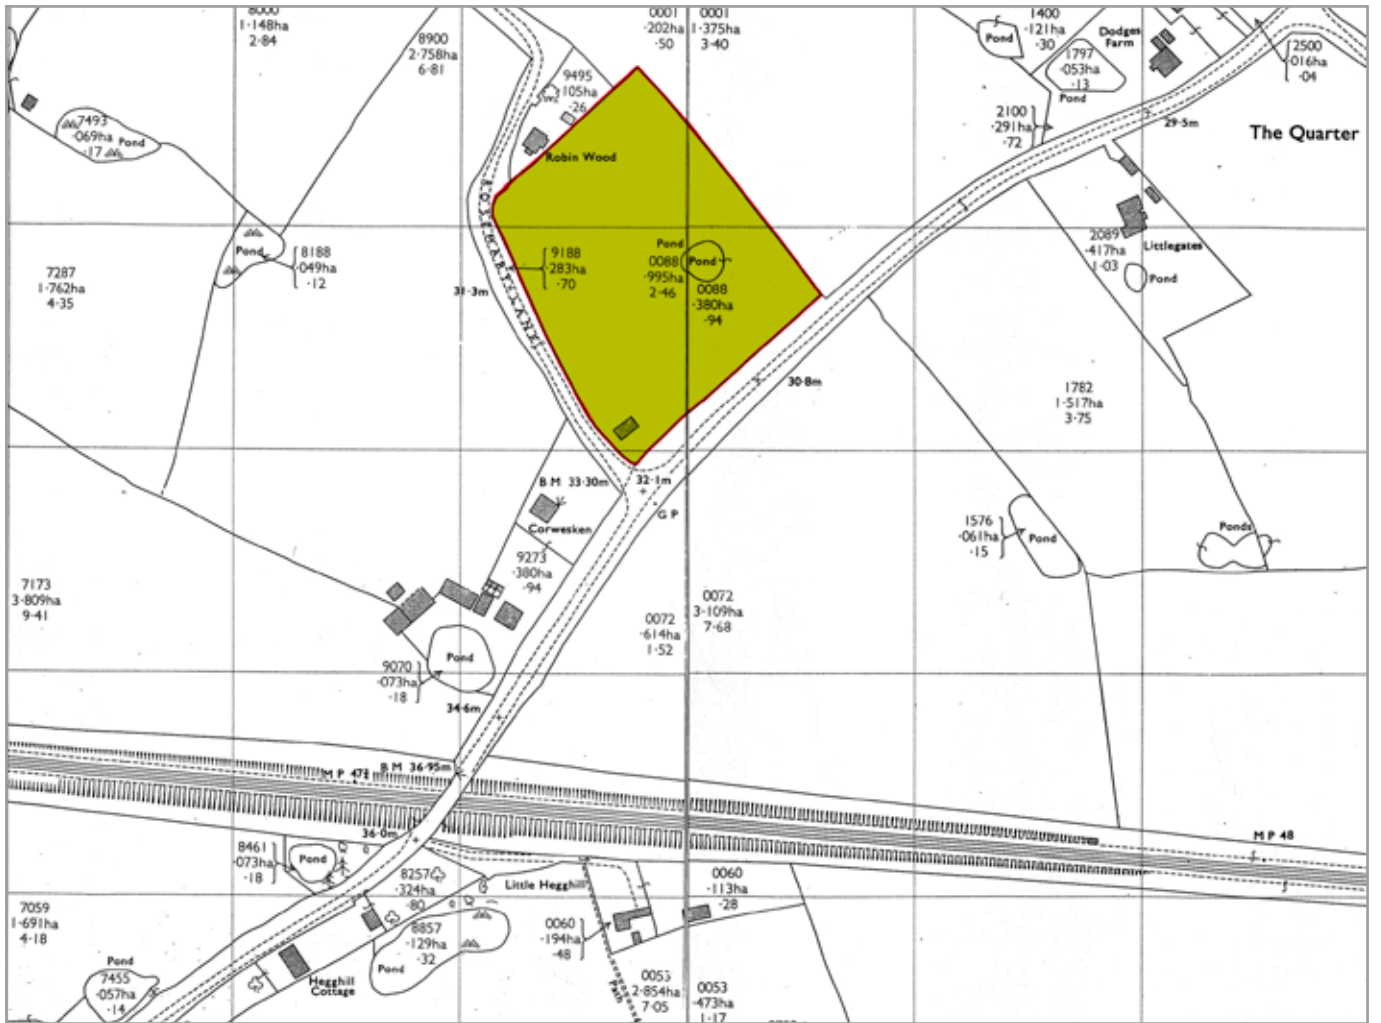 8000
1·148ha
2·84
8900
2·758ha
6·81
0001
·202ha
·50
0001
1·375ha
3·40
1400
·121ha
·30
Pond
Dodges
Farm
1797
·053ha
·13
Pond
2500
·016ha
·04
2100
·291ha
·72
29·5m
The Quarter
9495
·105ha
·26
Robin Wood
7493
·069ha
·17
Pond
ROSEMARY LANE
Pond
8188
·049ha
·12
7287
1·762ha
4·35
31·3m
9188
·283ha
·70
Pond
0088
·995ha
2·46
Pond
0088
·380ha
·94
2089
·417ha
1·03
Littlegates
Pond
30·8m
1782
1·517ha
3·75
B M 33·30m
32·1m
G P
Corwesken
9273
·380ha
·94
1576
·061ha
·15
Pond
Ponds
7173
3·809ha
9·41
0072
·614ha
1·52
0072
3·109ha
7·68
Pond
9070
·073ha
·18
34·6m
M P 47¾
B M 36·95m
36·0m
M P 48
8461
·073ha
·18
Pond
8257
·324ha
·80
Little Hegghill
0060
·113ha
·28
7059
1·691ha
4·18
8857
·129ha
·32
Pond
0060
·194ha
·48
Pond
7455
·057ha
·14
Hegghill
Cottage
Path
0053
2·854ha
7·05
0053
·473ha
1·17